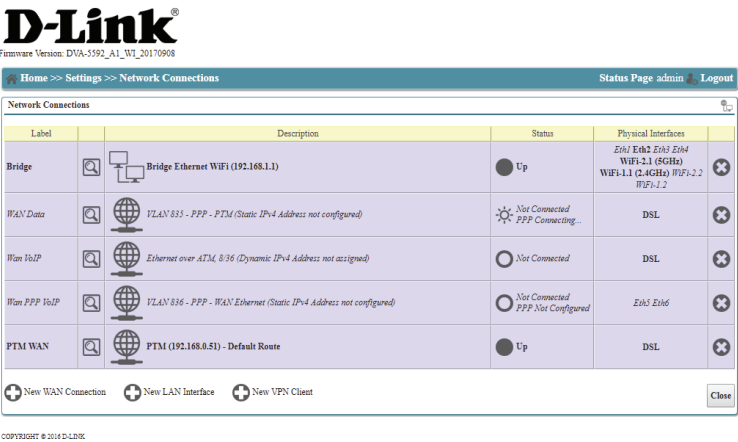 D-Link®
Firmware Version: DVA-5592_A1_WI_20170908
Home >> Settings >> Network Connections Status Page admin Logout
Network Connections
Label Description Status Physical Interfaces
Bridge Bridge Ethernet WiFi (192.168.1.1) Up Eth1 Eth2 Eth3 Eth4
WiFi-2.1 (5GHz)
WiFi-1.1 (2.4GHz) WiFi-2.2
WiFi-1.2
WAN Data VLAN 835 - PPP - PTM (Static IPv4 Address not configured) Not Connected DSL
PPP Connecting...
Wan VoIP Ethernet over ATM, 8/36 (Dynamic IPv4 Address not assigned) Not Connected DSL
Wan PPP VoIP VLAN 836 - PPP - WAN Ethernet (Static IPv4 Address not configured) Not Connected Eth5 Eth6
PPP Not Configured
PTM WAN PTM (192.168.0.51) - Default Route Up DSL
New WAN Connection New LAN Interface New VPN Client Close
COPYRIGHT © 2016 D-LINK